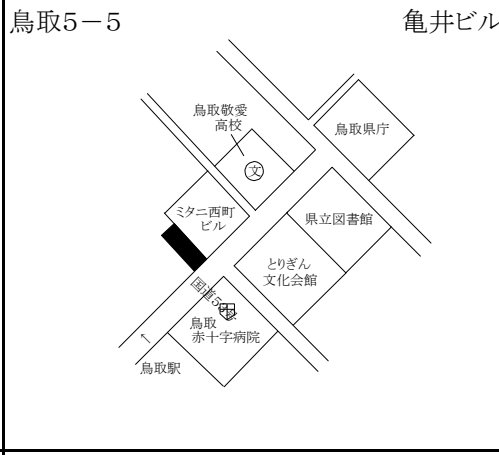 鳥取5－5
亀井ビル
鳥取敬愛
高校
文
鳥取県庁
ミタニ西町
ビル
県立図書館
とりぎん
文化会館
国道53号
鳥取
赤十字病院
←
鳥取駅